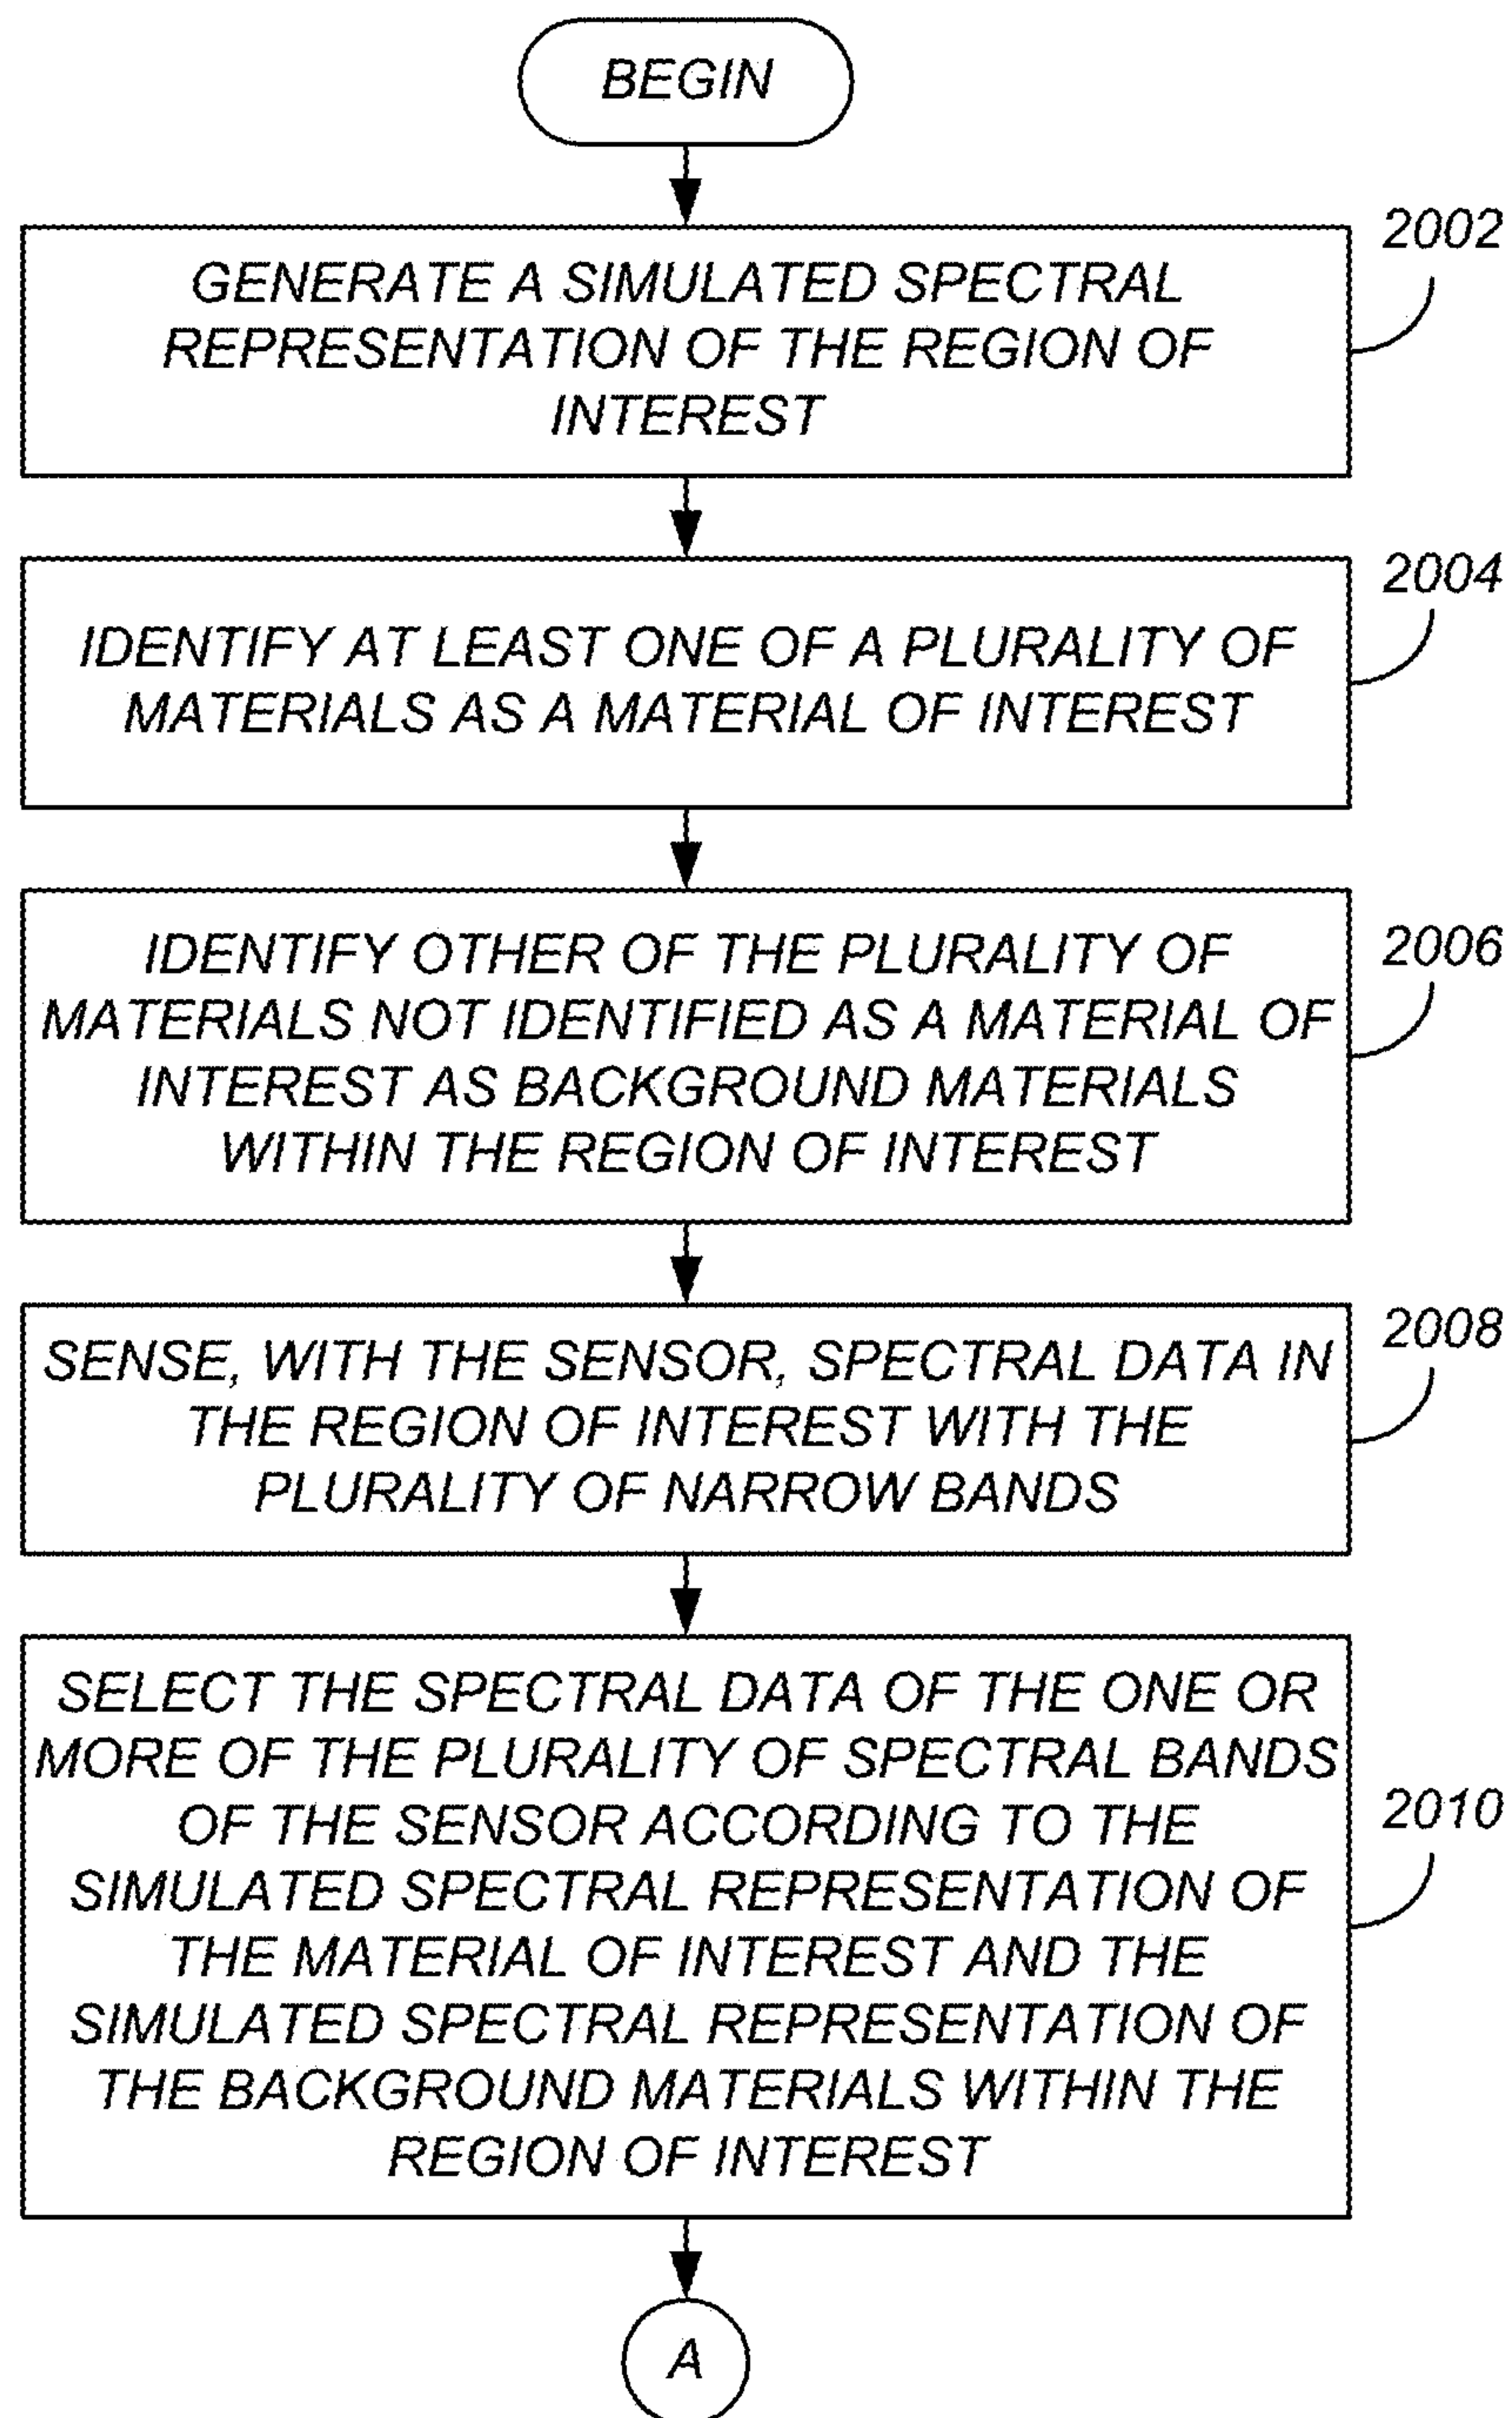 BEGIN
2002
GENERATE A SIMULATED SPECTRAL
REPRESENTATION OF THE REGION OF
INTEREST
2004
IDENTIFY AT LEAST ONE OF A PLURALITY OF
MATERIALS AS A MATERIAL OF INTEREST
2006
IDENTIFY OTHER OF THE PLURALITY OF
MATERIALS NOT IDENTIFIED AS A MATERIAL OF
INTEREST AS BACKGROUND MATERIALS
WITHIN THE REGION OF INTEREST
2008
SENSE, WITH THE SENSOR, SPECTRAL DATA IN
THE REGION OF INTEREST WITH THE
PLURALITY OF NARROW BANDS
SELECT THE SPECTRAL DATA OF THE ONE OR
MORE OF THE PLURALITY OF SPECTRAL BANDS
2010
OF THE SENSOR ACCORDING TO THE
SIMULATED SPECTRAL REPRESENTATION OF
THE MATERIAL OF INTEREST AND THE
SIMULATED SPECTRAL REPRESENTATION OF
THE BACKGROUND MATERIALS WITHIN THE
REGION OF INTEREST
A